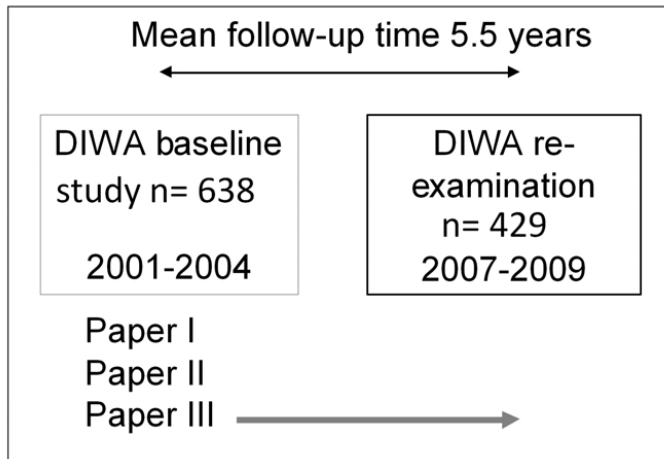 Mean follow-up time 5.5 years
DIWA baseline
study n= 638
2001-2004
DIWA re-
examination
n= 429
2007-2009
Paper I
Paper II
Paper III